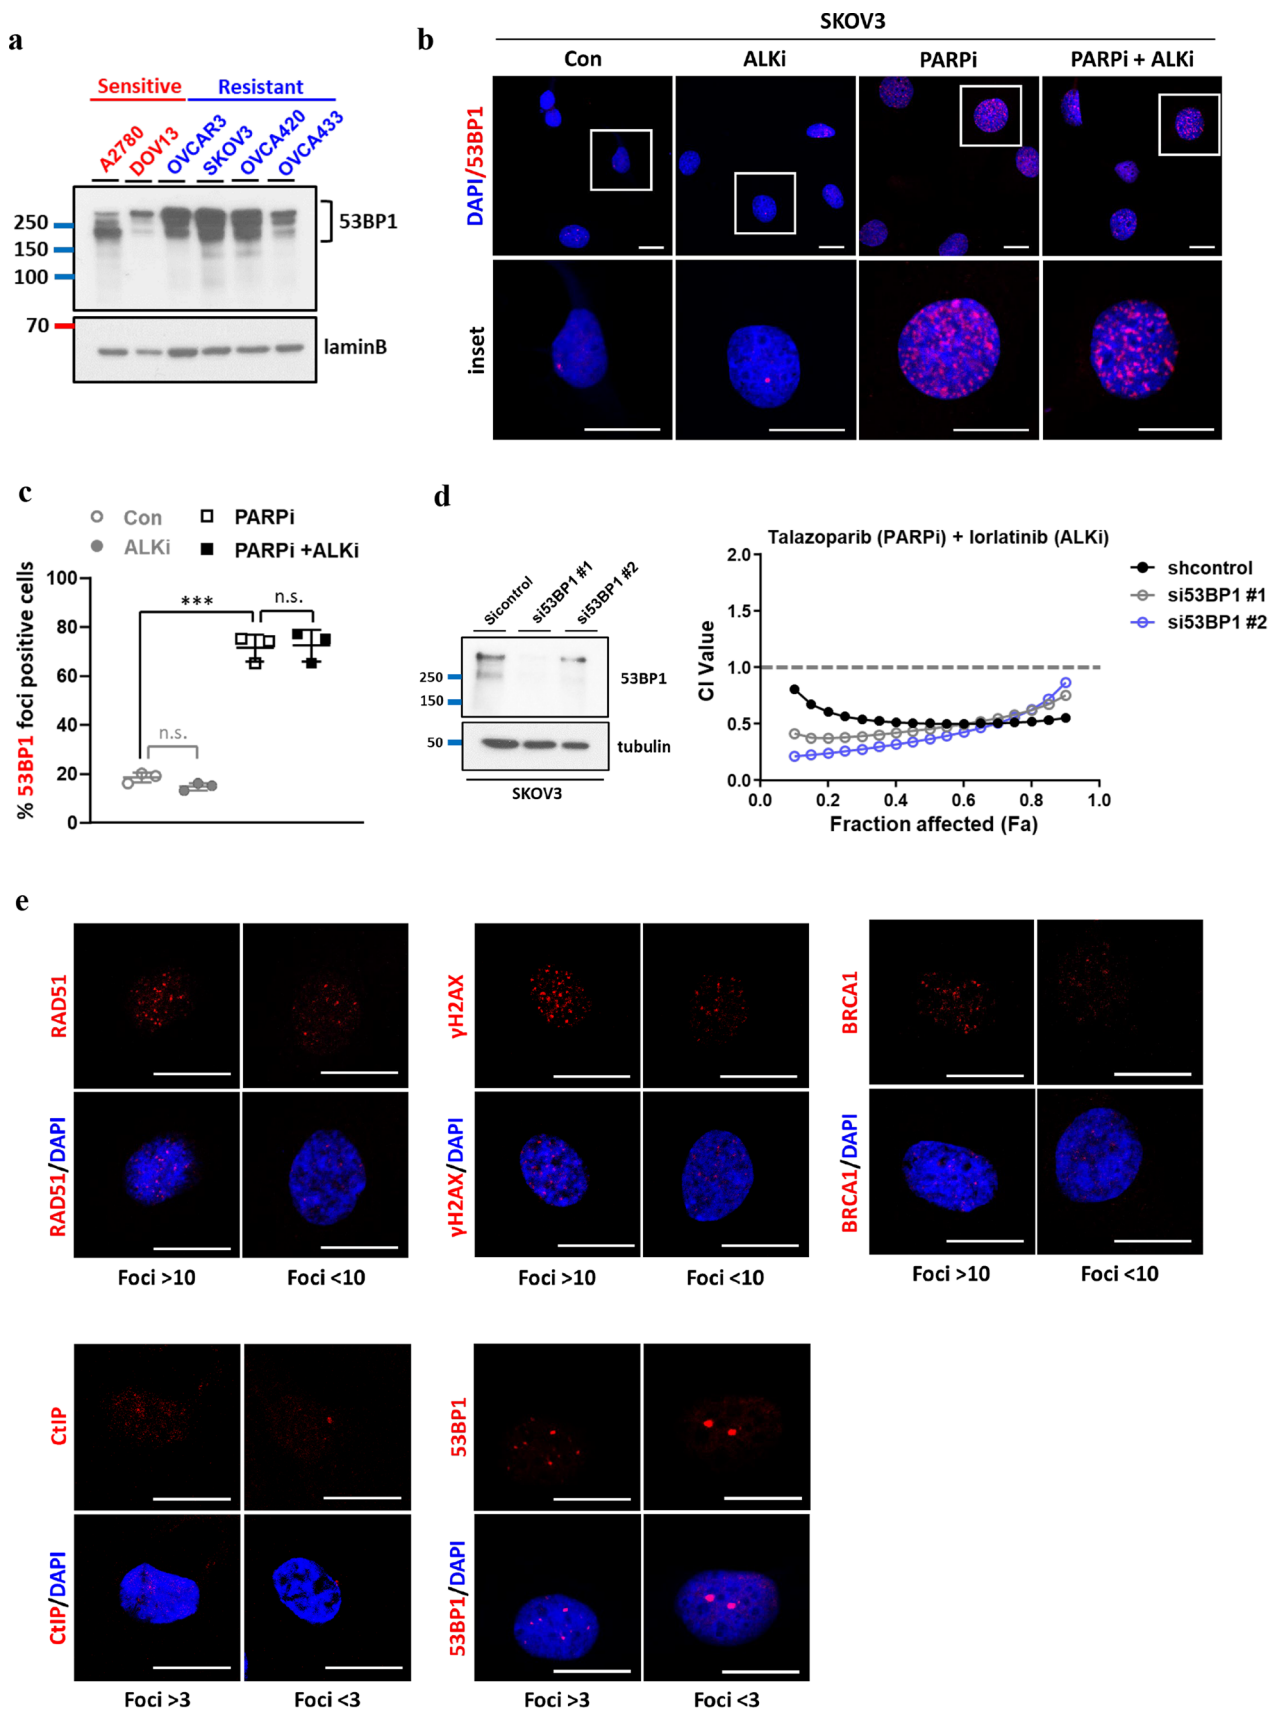 a
Sensitive Resistant
A2780 DOV13 OVCAR3 SKOV3 OVCA420 OVCA433
250
150
100
53BP1
70
laminB
b
SKOV3
Con ALKi PARPi PARPi + ALKi
DAPI/53BP1
inset
c
Con PARPi
ALKi PARPi +ALKi
% 53BP1 foci positive cells
100
80
60
40
20
0
***
n.s.
n.s.
d
Sicontrol si53BP1 #1 si53BP1 #2
250
150
53BP1
50
tubulin
SKOV3
Talazoparib (PARPi) + lorlatinib (ALKi)
CI Value
2.0
1.5
1.0
0.5
0.0
0.0 0.2 0.4 0.6 0.8 1.0
Fraction affected (Fa)
shcontrol
si53BP1 #1
si53BP1 #2
e
RAD51
RAD51/DAPI
Foci >10 Foci <10
γH2AX
γH2AX/DAPI
Foci >10 Foci <10
BRCA1
BRCA1/DAPI
Foci >10 Foci <10
CtIP
CtIP/DAPI
Foci >3 Foci <3
53BP1
53BP1/DAPI
Foci >3 Foci <3